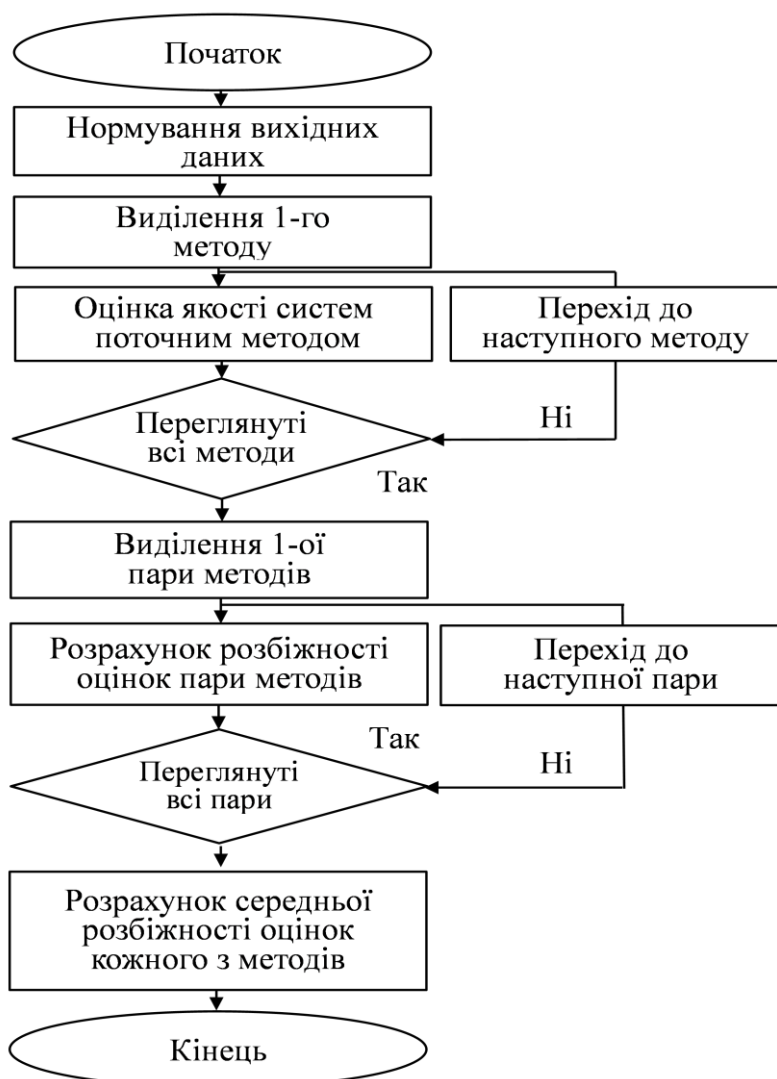 Початок
Нормування вихідних
даних
Виділення 1-го
методу
Оцінка якості систем
поточним методом
Перехід до
наступного методу
Переглянуті
всі методи
Ні
Так
Виділення 1-ої
пари методів
Розрахунок розбіжності
оцінок пари методів
Перехід до
наступної пари
Так
Переглянуті
всі пари
Ні
Розрахунок середньої
розбіжності оцінок
кожного з методів
Кінець